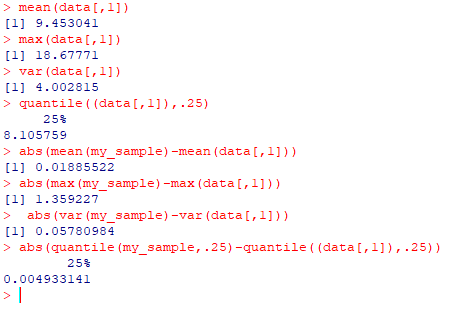 > mean(data[,1])
[1] 9.453041
> max(data[,1])
[1] 18.67771
> var(data[,1])
[1] 4.002815
> quantile((data[,1]),.25)
25%
8.105759
> abs(mean(my_sample)-mean(data[,1]))
[1] 0.01885522
> abs(max(my_sample)-max(data[,1]))
[1] 1.359227
>  abs(var(my_sample)-var(data[,1]))
[1] 0.05780984
> abs(quantile(my_sample,.25)-quantile((data[,1]),.25))
25%
0.004933141
>